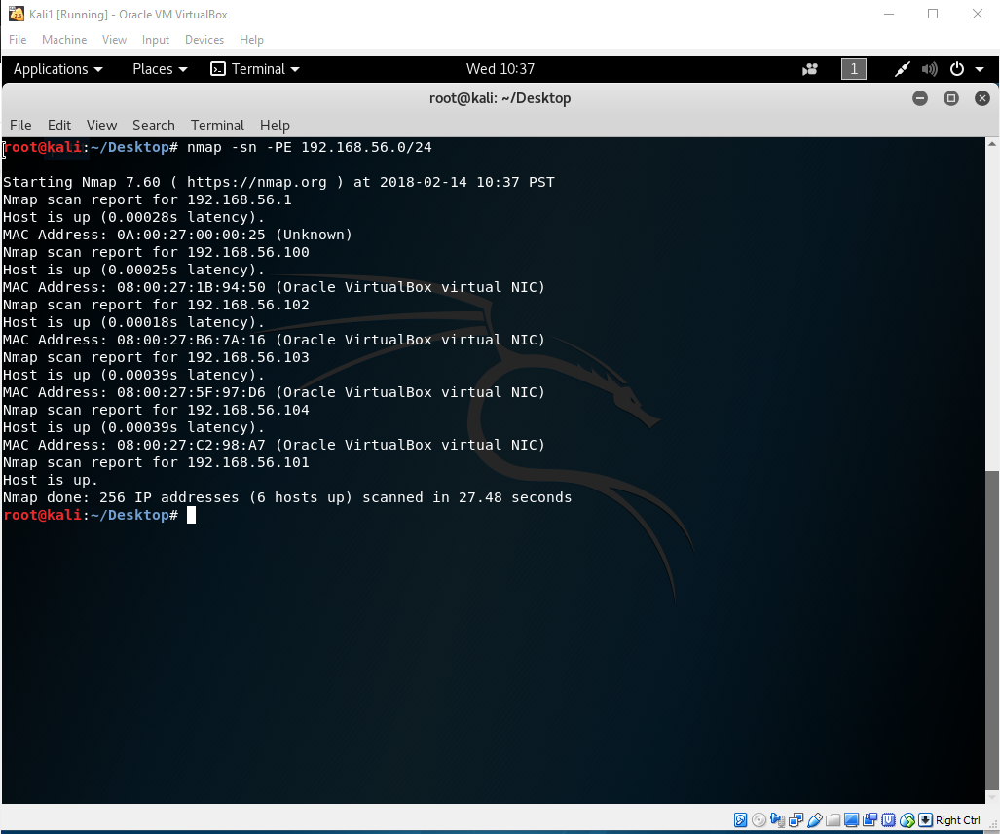 Kali1 [Running] - Oracle VM VirtualBox
File Machine View Input Devices Help
Applications Places Terminal Wed 10:37 1
root@kali: ~/Desktop
File Edit View Search Terminal Help
root@kali:~/Desktop# nmap -sn -PE 192.168.56.0/24
Starting Nmap 7.60 ( https://nmap.org ) at 2018-02-14 10:37 PST
Nmap scan report for 192.168.56.1
Host is up (0.00028s latency).
MAC Address: 0A:00:27:00:00:25 (Unknown)
Nmap scan report for 192.168.56.100
Host is up (0.00025s latency).
MAC Address: 08:00:27:1B:94:50 (Oracle VirtualBox virtual NIC)
Nmap scan report for 192.168.56.102
Host is up (0.00018s latency).
MAC Address: 08:00:27:B6:7A:16 (Oracle VirtualBox virtual NIC)
Nmap scan report for 192.168.56.103
Host is up (0.00039s latency).
MAC Address: 08:00:27:5F:97:D6 (Oracle VirtualBox virtual NIC)
Nmap scan report for 192.168.56.104
Host is up (0.00039s latency).
MAC Address: 08:00:27:C2:98:A7 (Oracle VirtualBox virtual NIC)
Nmap scan report for 192.168.56.101
Host is up.
Nmap done: 256 IP addresses (6 hosts up) scanned in 27.48 seconds
root@kali:~/Desktop#
Right Ctrl